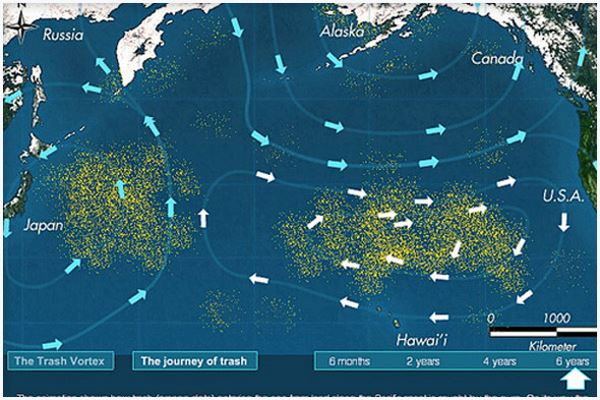 Russia
Alaska
Canada
U.S.A.
Japan
0 1000
Hawai'i
Kilometer
The Trash Vortex
The journey of trash
6 months
2 years
4 years
6 years